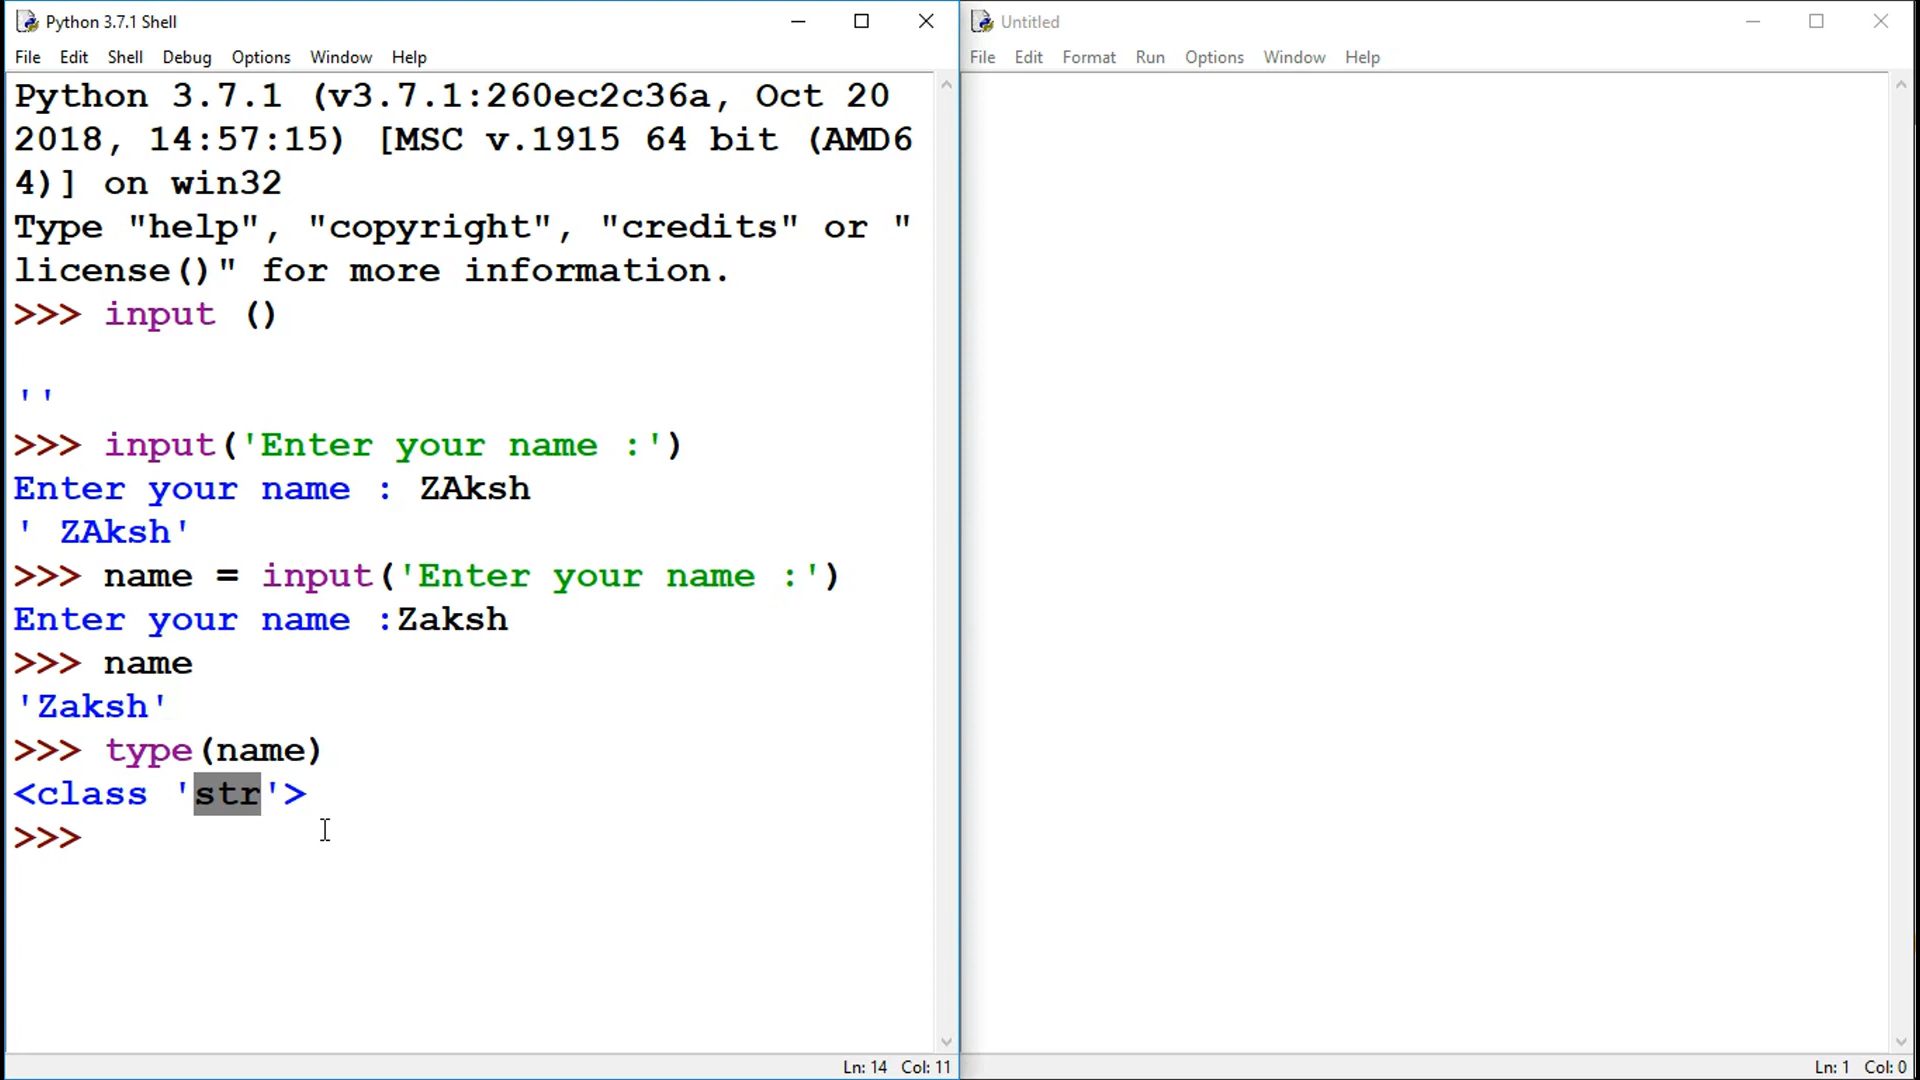 Python 3.7.1 Shell
File Edit Shell Debug Options Window Help
Python 3.7.1 (v3.7.1:260ec2c36a, Oct 20
2018, 14:57:15) [MSC v.1915 64 bit (AMD6
4)] on win32
Type "help", "copyright", "credits" or "
license()" for more information.
>>> input ()
''
>>> input('Enter your name :')
Enter your name : ZAksh
' ZAksh'
>>> name = input('Enter your name :')
Enter your name :Zaksh
>>> name
'Zaksh'
>>> type(name)
<class 'str'>
>>>
Ln: 14 Col: 11
Untitled
File Edit Format Run Options Window Help
Ln: 1 Col: 0